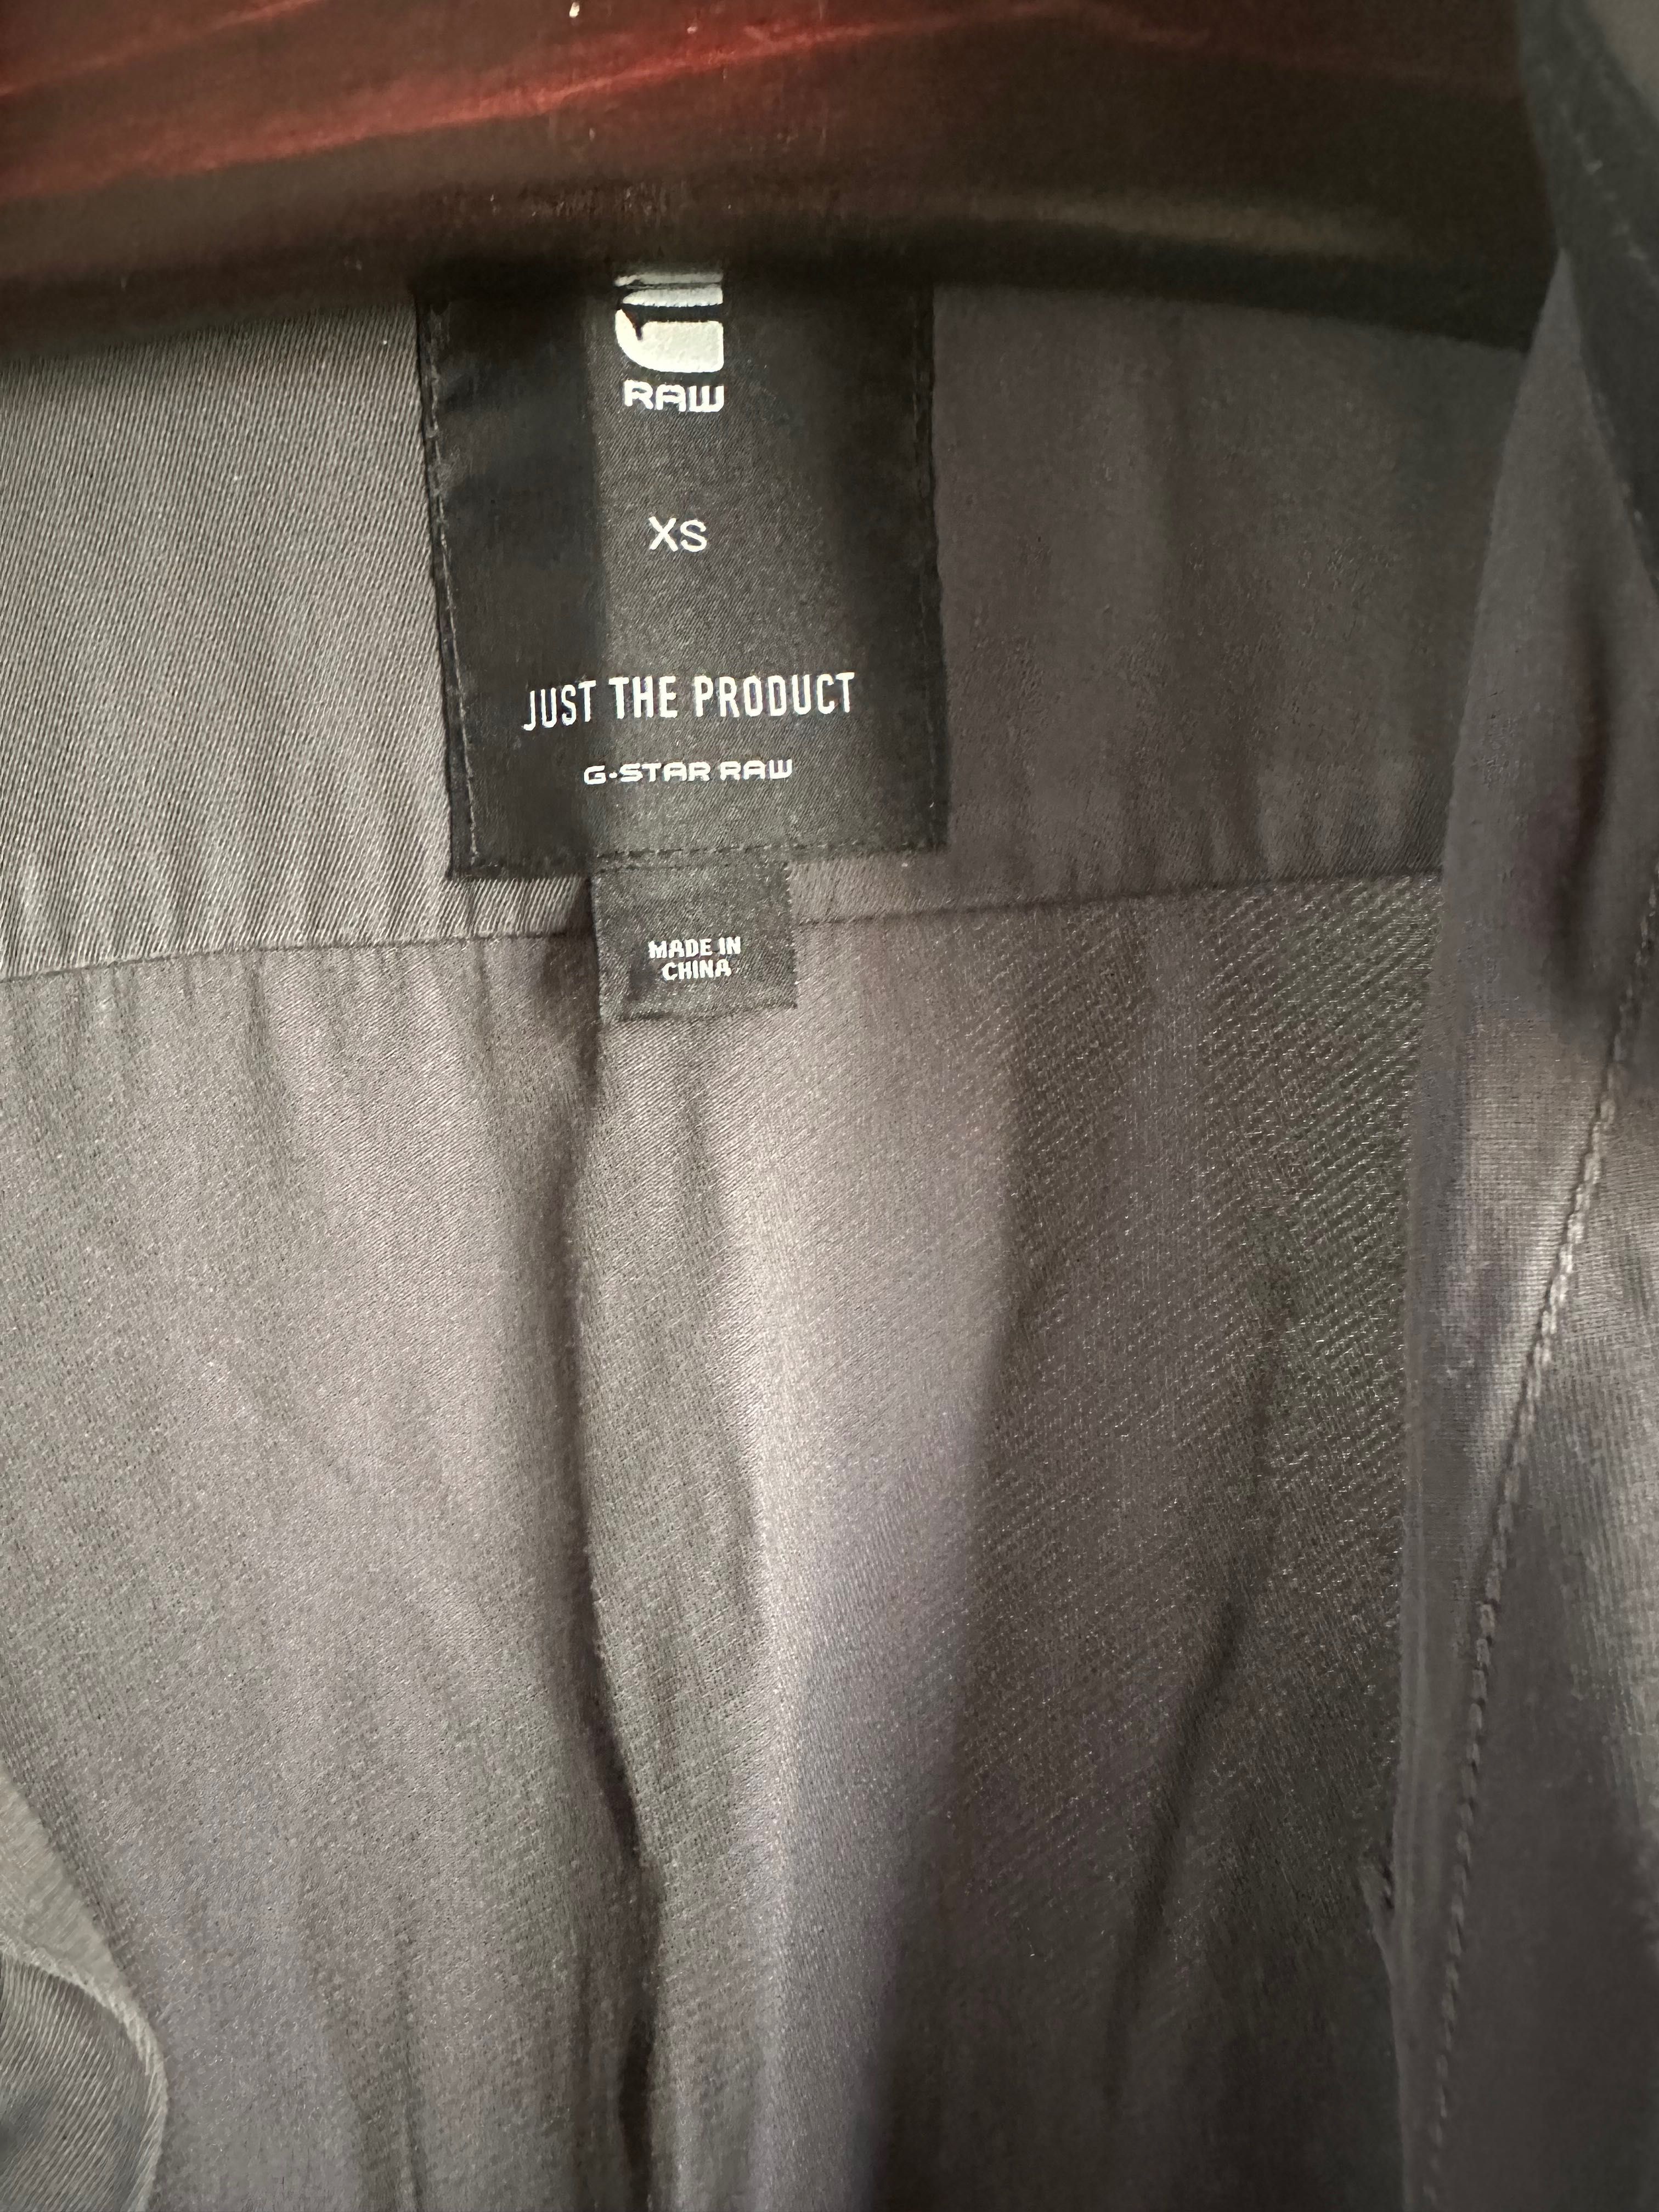 RAW
XS
JUST THE PRODUCT
G-STAR RAW
MADE IN
CHINA